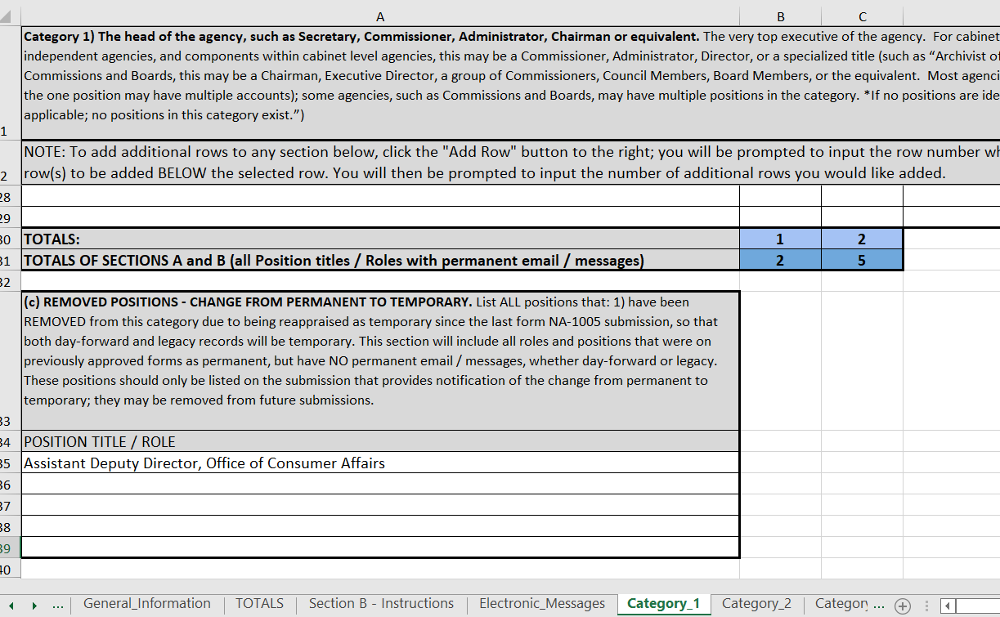 A B C
Category 1) The head of the agency, such as Secretary, Commissioner, Administrator, Chairman or equivalent. The very top executive of the agency. For cabinet
independent agencies, and components within cabinet level agencies, this may be a Commissioner, Administrator, Director, or a specialized title (such as “Archivist of
Commissions and Boards, this may be a Chairman, Executive Director, a group of Commissioners, Council Members, Board Members, or the equivalent. Most agenci
the one position may have multiple accounts); some agencies, such as Commissions and Boards, may have multiple positions in the category. *If no positions are ide
applicable; no positions in this category exist.”)
1
NOTE: To add additional rows to any section below, click the "Add Row" button to the right; you will be prompted to input the row number wh
2 row(s) to be added BELOW the selected row. You will then be prompted to input the number of additional rows you would like added.
28
29
30 TOTALS: 1 2
31 TOTALS OF SECTIONS A and B (all Position titles / Roles with permanent email / messages) 2 5
32
(c) REMOVED POSITIONS - CHANGE FROM PERMANENT TO TEMPORARY. List ALL positions that: 1) have been
REMOVED from this category due to being reappraised as temporary since the last form NA-1005 submission, so that
both day-forward and legacy records will be temporary. This section will include all roles and positions that were on
previously approved forms as permanent, but have NO permanent email / messages, whether day-forward or legacy.
These positions should only be listed on the submission that provides notification of the change from permanent to
temporary; they may be removed from future submissions.
33
34 POSITION TITLE / ROLE
35 Assistant Deputy Director, Office of Consumer Affairs
36
37
38
39
40
... General_Information TOTALS Section B - Instructions Electronic_Messages Category_1 Category_2 Category ...